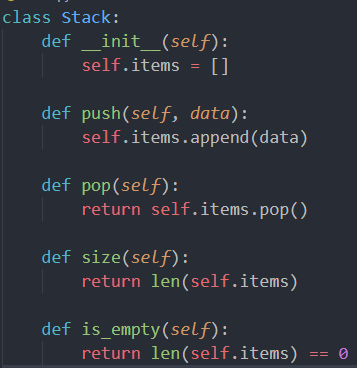 class Stack:
    def __init__(self):
        self.items = []
    def push(self, data):
        self.items.append(data)
    def pop(self):
        return self.items.pop()
    def size(self):
        return len(self.items)
    def is_empty(self):
        return len(self.items) == 0